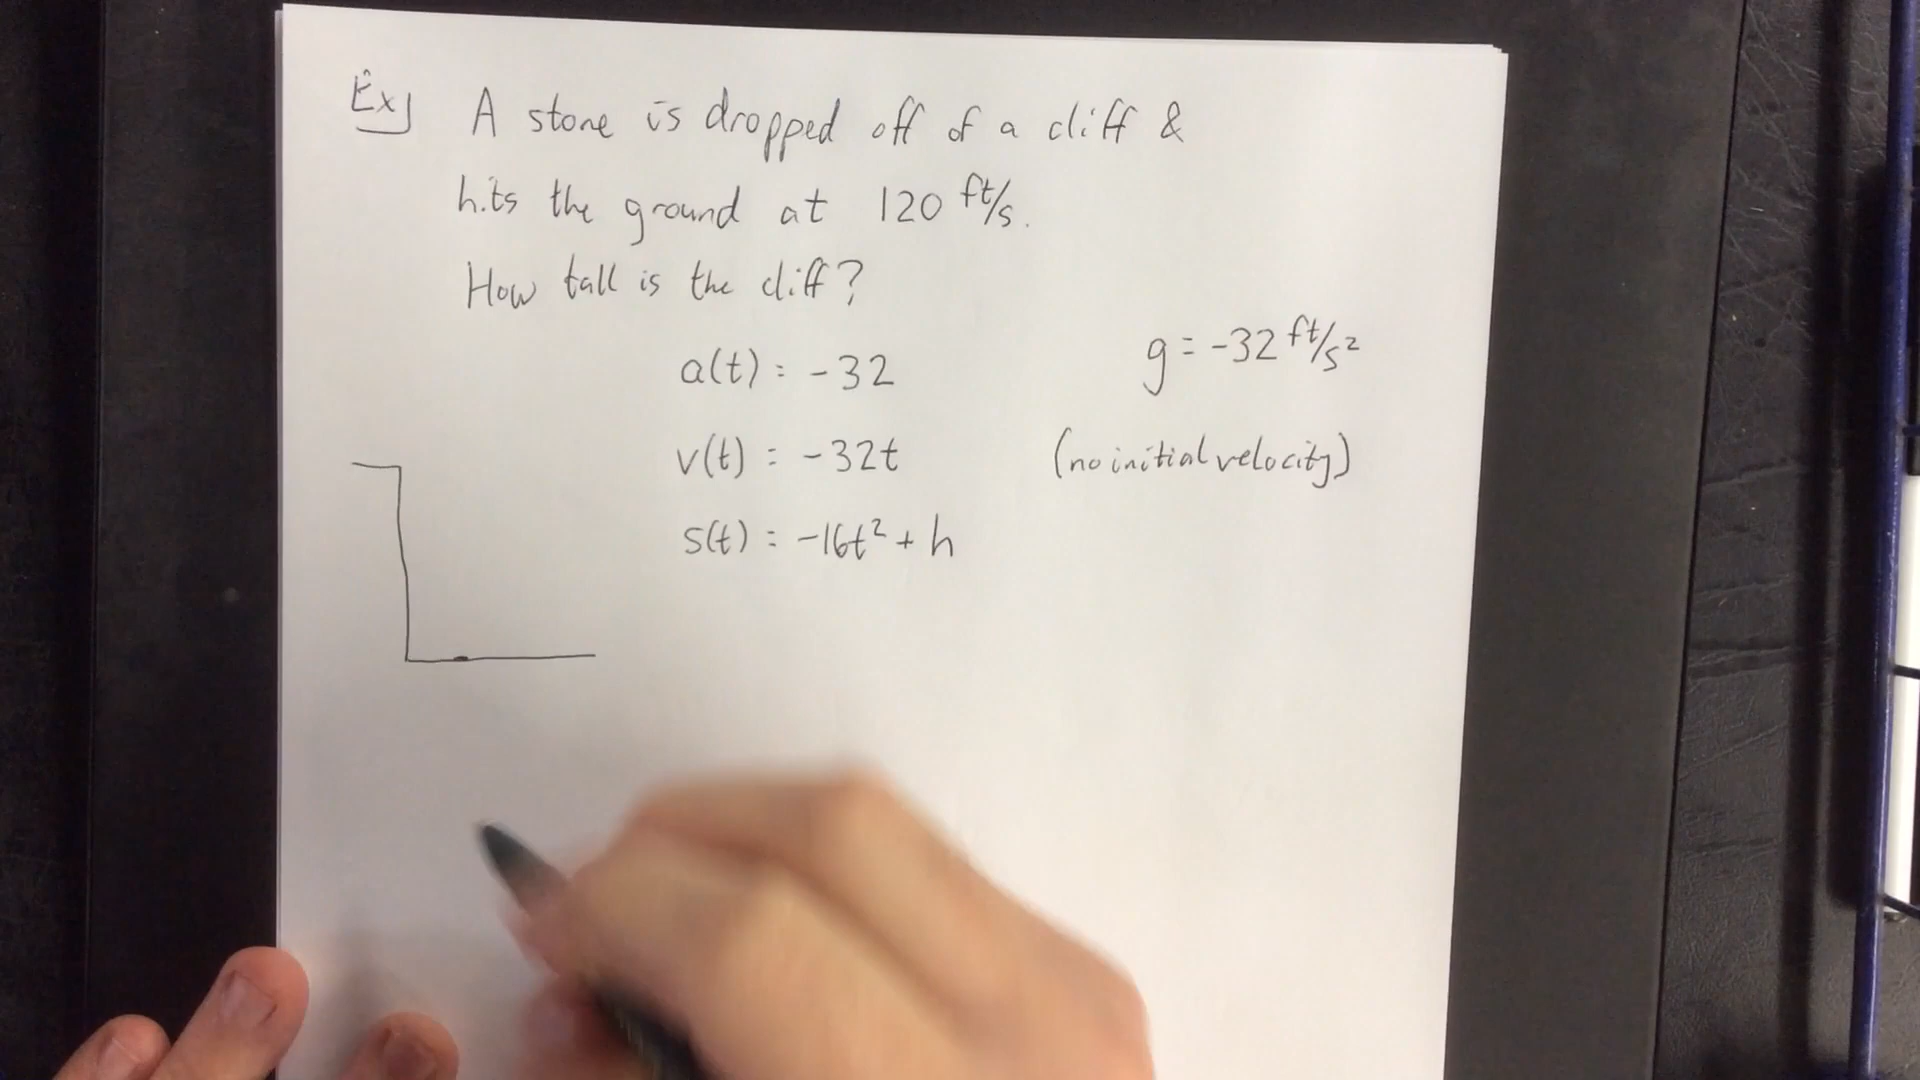 Ex] A stone is dropped off of a cliff &
hits the ground at 120 ft/s.
How tall is the cliff?
a(t) = -32
g = -32 ft/s²
v(t) = -32t
(no initial velocity)
s(t) = -16t² + h